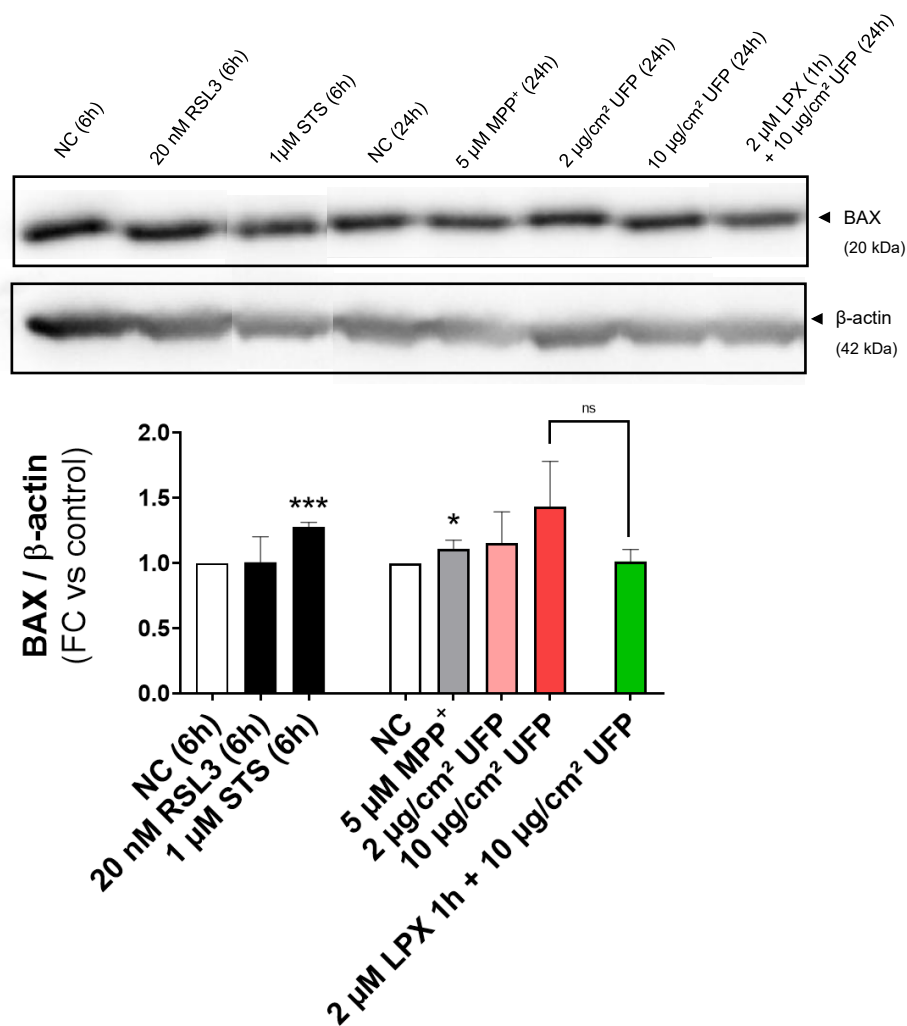 NC (6h)
20 nM RSL3 (6h)
1µM STS (6h)
NC (24h)
5 µM MPP⁺ (24h)
2 µg/cm² UFP (24h)
10 µg/cm² UFP (24h)
2 µM LPX (1h)
+ 10 µg/cm² UFP (24h)
BAX
(20 kDa)
β-actin
(42 kDa)
ns
BAX / β-actin
(FC vs control)
2.0
1.5
1.0
0.5
0.0
***
*
NC (6h)
20 nM RSL3 (6h)
1 µM STS (6h)
NC
5 µM MPP⁺
2 µg/cm² UFP
10 µg/cm² UFP
2 µM LPX 1h + 10 µg/cm² UFP